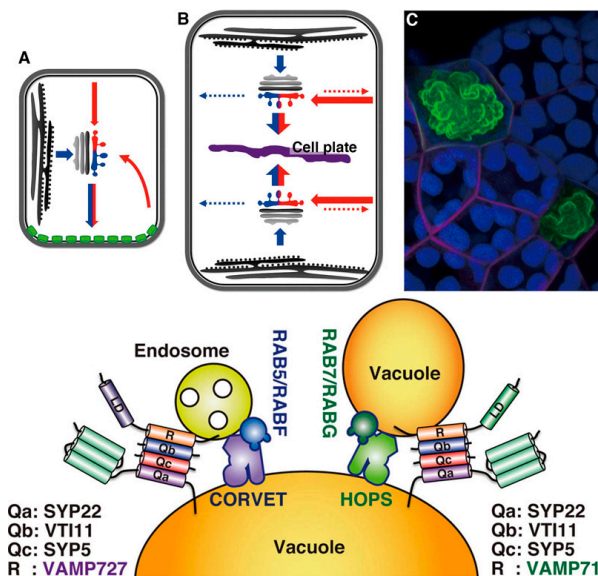 A
B
C
Cell plate
Endosome
RAB5/RABF
RAB7/RABG
Vacuole
LD
R
Qb
Qc
Qa
LD
R
Qb
Qc
Qa
CORVET
HOPS
Vacuole
Qa: SYP22
Qb: VTI11
Qc: SYP5
R : VAMP727
Qa: SYP22
Qb: VTI11
Qc: SYP5
R : VAMP71